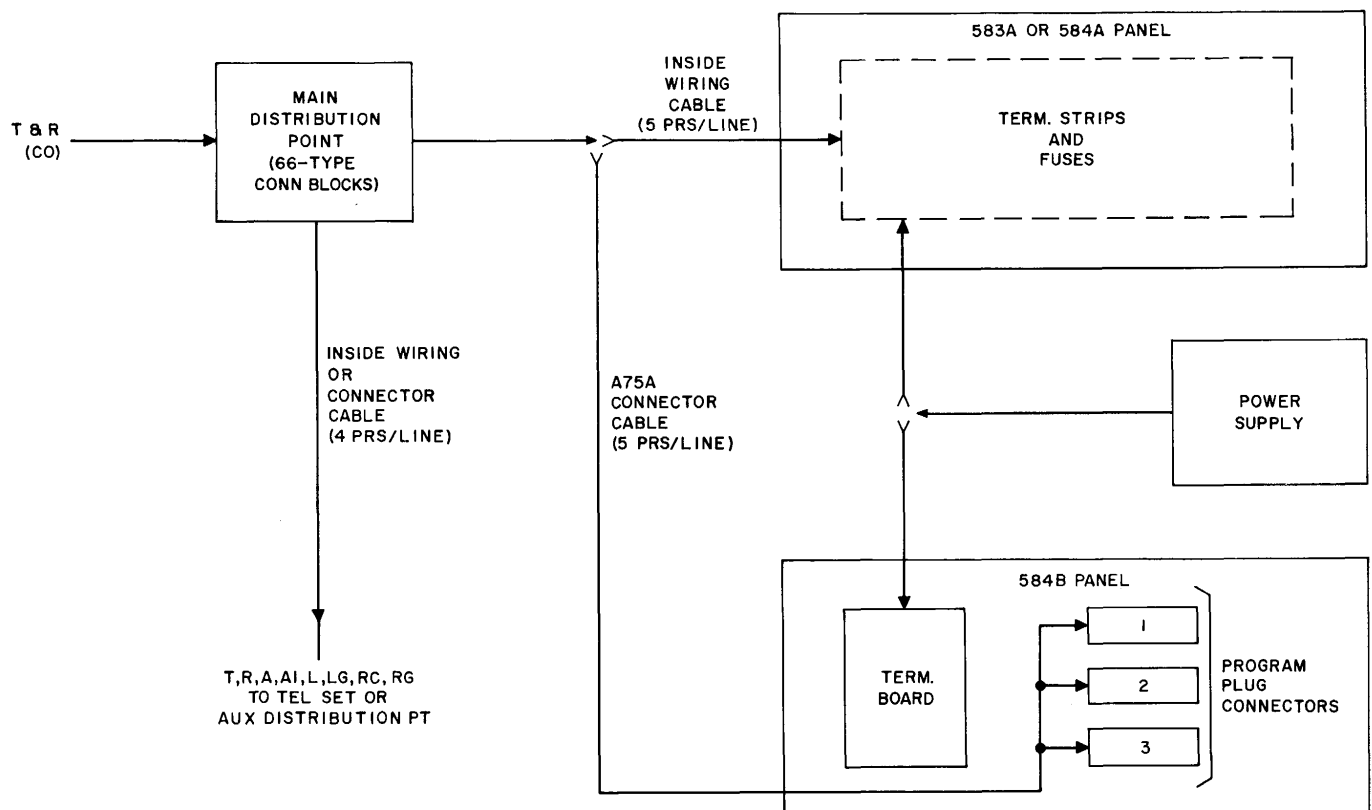 583A OR 584A PANEL
TERM. STRIPS
AND
FUSES
INSIDE
WIRING
CABLE
(5 PRS/LINE)
MAIN
DISTRIBUTION
POINT
(66-TYPE
CONN BLOCKS)
T & R
(CO)
INSIDE WIRING
OR
CONNECTOR
CABLE
(4 PRS/LINE)
A75A
CONNECTOR
CABLE
(5 PRS/LINE)
POWER
SUPPLY
T,R,A,A1,L,LG,RC,RG
TO TEL SET OR
AUX DISTRIBUTION PT
584B PANEL
TERM.
BOARD
1
2
3
PROGRAM
PLUG
CONNECTORS